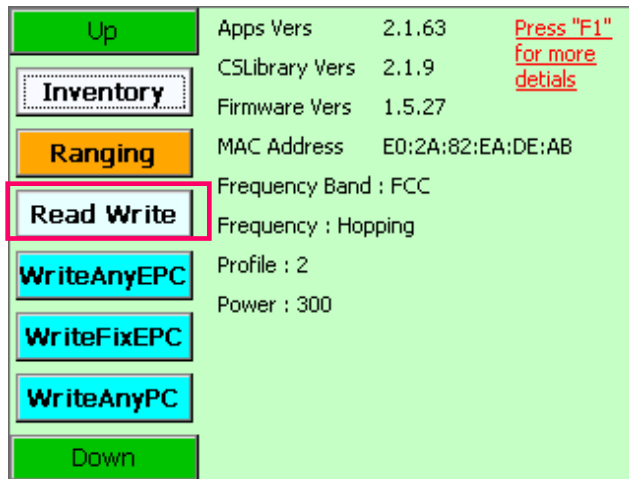 Up
Inventory
Ranging
Read Write
WriteAnyEPC
WriteFixEPC
WriteAnyPC
Down
Apps Vers 2.1.63
CSLibrary Vers 2.1.9
Firmware Vers 1.5.27
MAC Address E0:2A:82:EA:DE:AB
Frequency Band : FCC
Frequency : Hopping
Profile : 2
Power : 300
Press "F1"
for more
detials